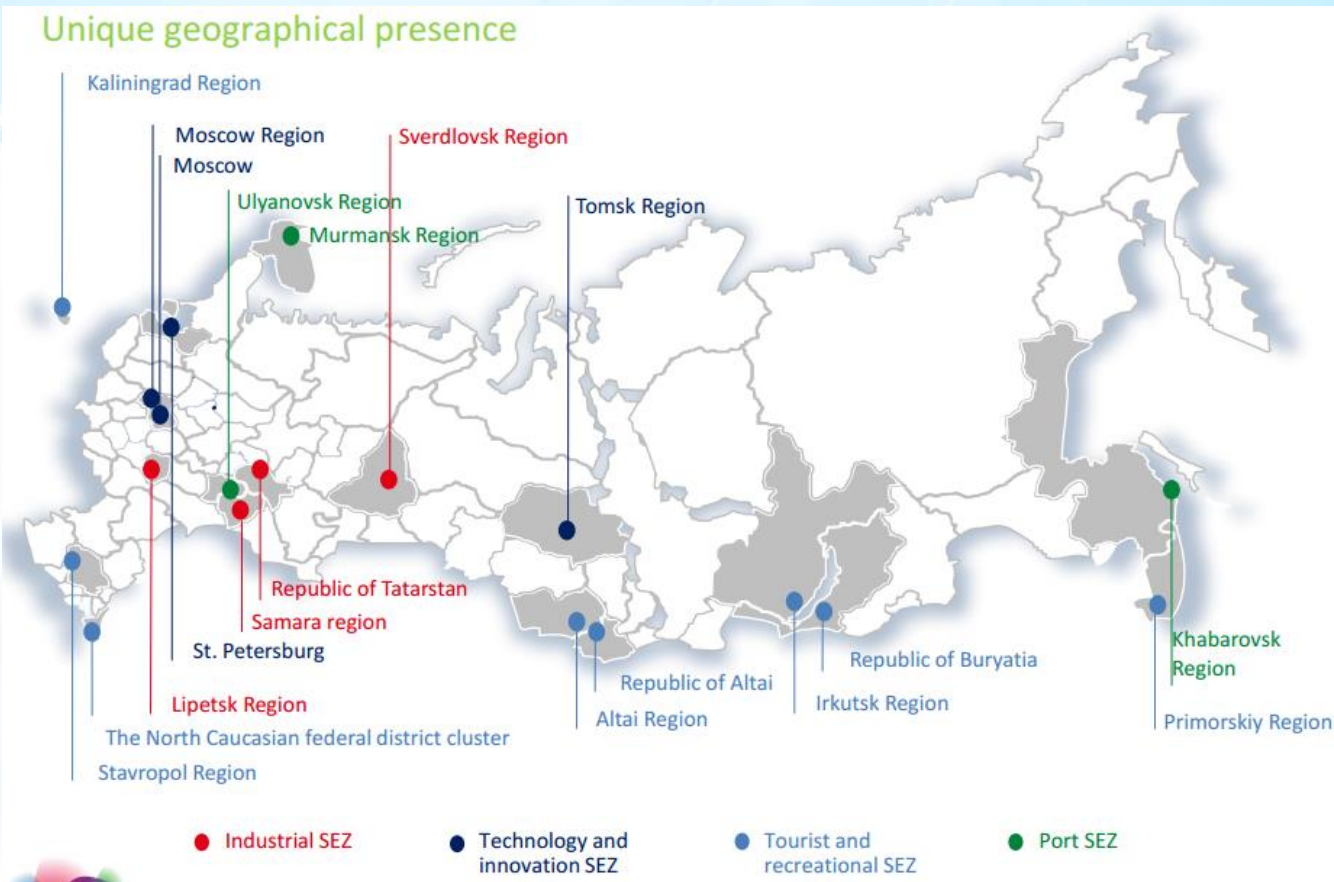 Unique geographical presence
Kaliningrad Region
Moscow Region
Moscow
Sverdlovsk Region
Ulyanovsk Region
Murmansk Region
Tomsk Region
Republic of Tatarstan
Samara region
St. Petersburg
Lipetsk Region
The North Caucasian federal district cluster
Stavropol Region
Republic of Altai
Altai Region
Republic of Buryatia
Irkutsk Region
Khabarovsk
Region
Primorskiy Region
Industrial SEZ
Technology and
innovation SEZ
Tourist and
recreational SEZ
Port SEZ